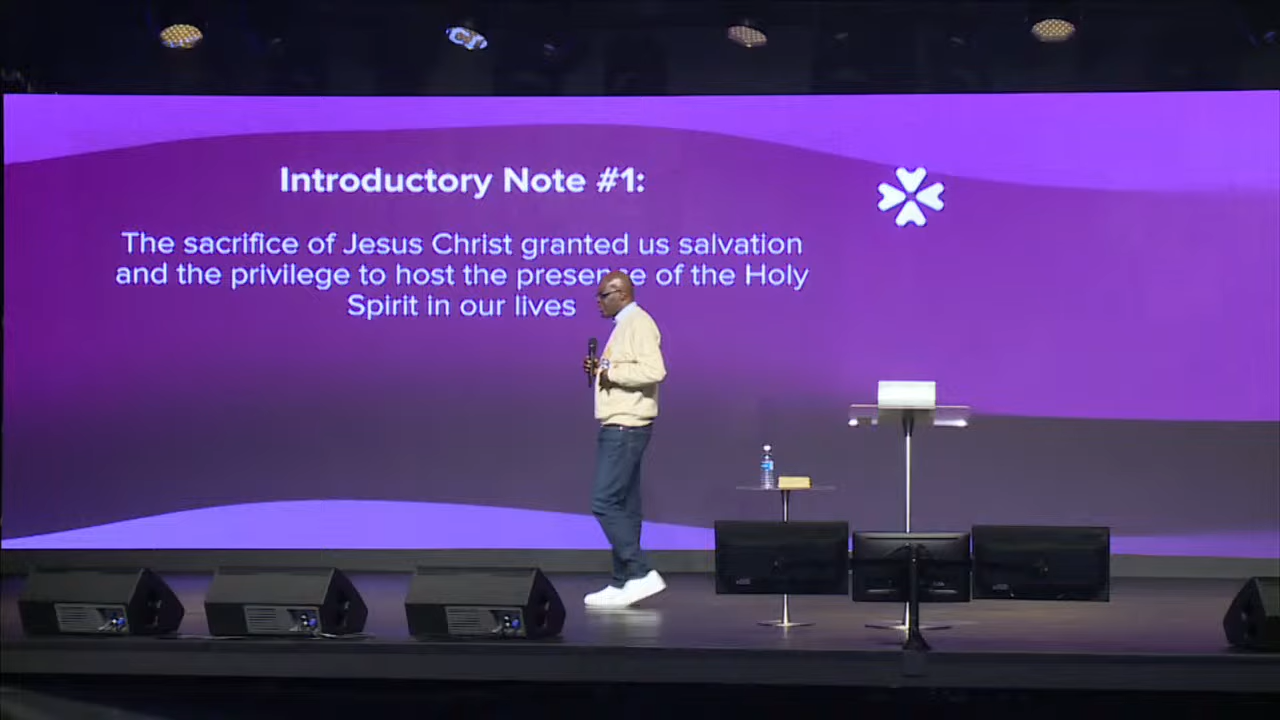 Introductory Note #1:
The sacrifice of Jesus Christ granted us salvation
and the privilege to host the presence of the Holy
Spirit in our lives